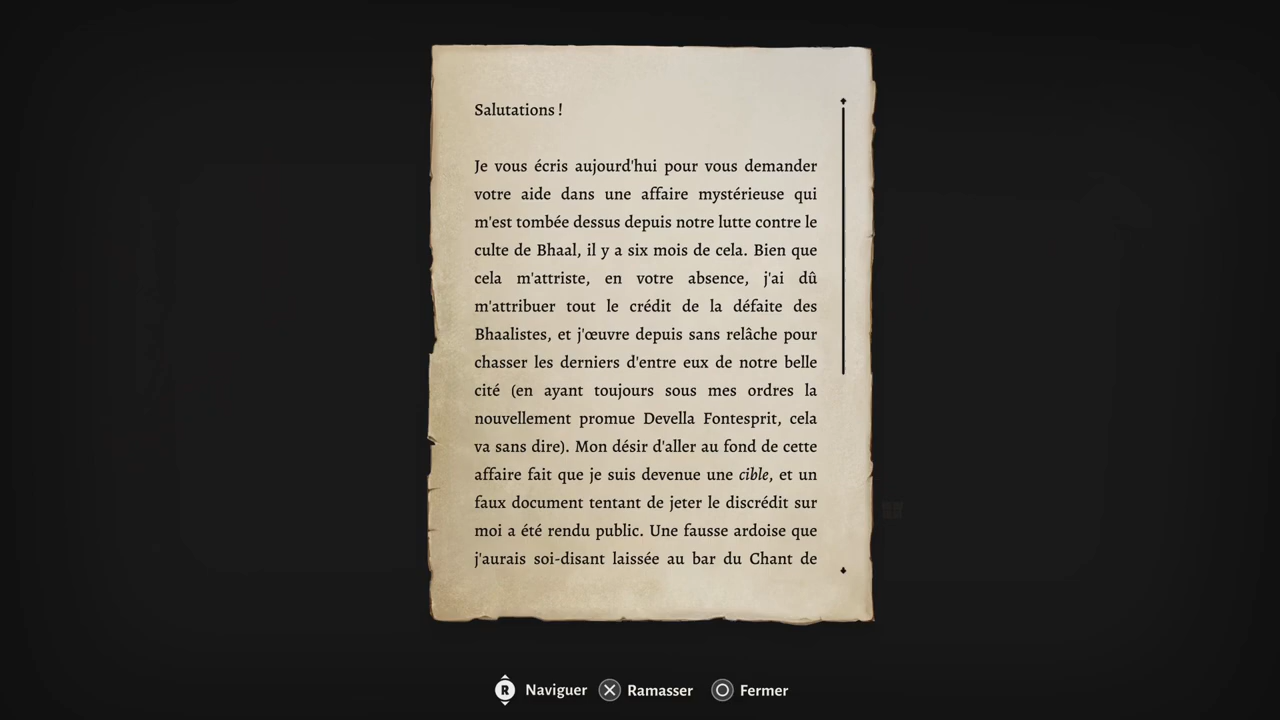 Salutations !
Je vous écris aujourd'hui pour vous demander
votre aide dans une affaire mystérieuse qui
m'est tombée dessus depuis notre lutte contre le
culte de Bhaal, il y a six mois de cela. Bien que
cela m'attriste, en votre absence, j'ai dû
m'attribuer tout le crédit de la défaite des
Bhaalistes, et j'œuvre depuis sans relâche pour
chasser les derniers d'entre eux de notre belle
cité (en ayant toujours sous mes ordres la
nouvellement promue Devella Fontesprit, cela
va sans dire). Mon désir d'aller au fond de cette
affaire fait que je suis devenue une cible, et un
faux document tentant de jeter le discrédit sur
moi a été rendu public. Une fausse ardoise que
j'aurais soi-disant laissée au bar du Chant de
R Naviguer Ramasser Fermer